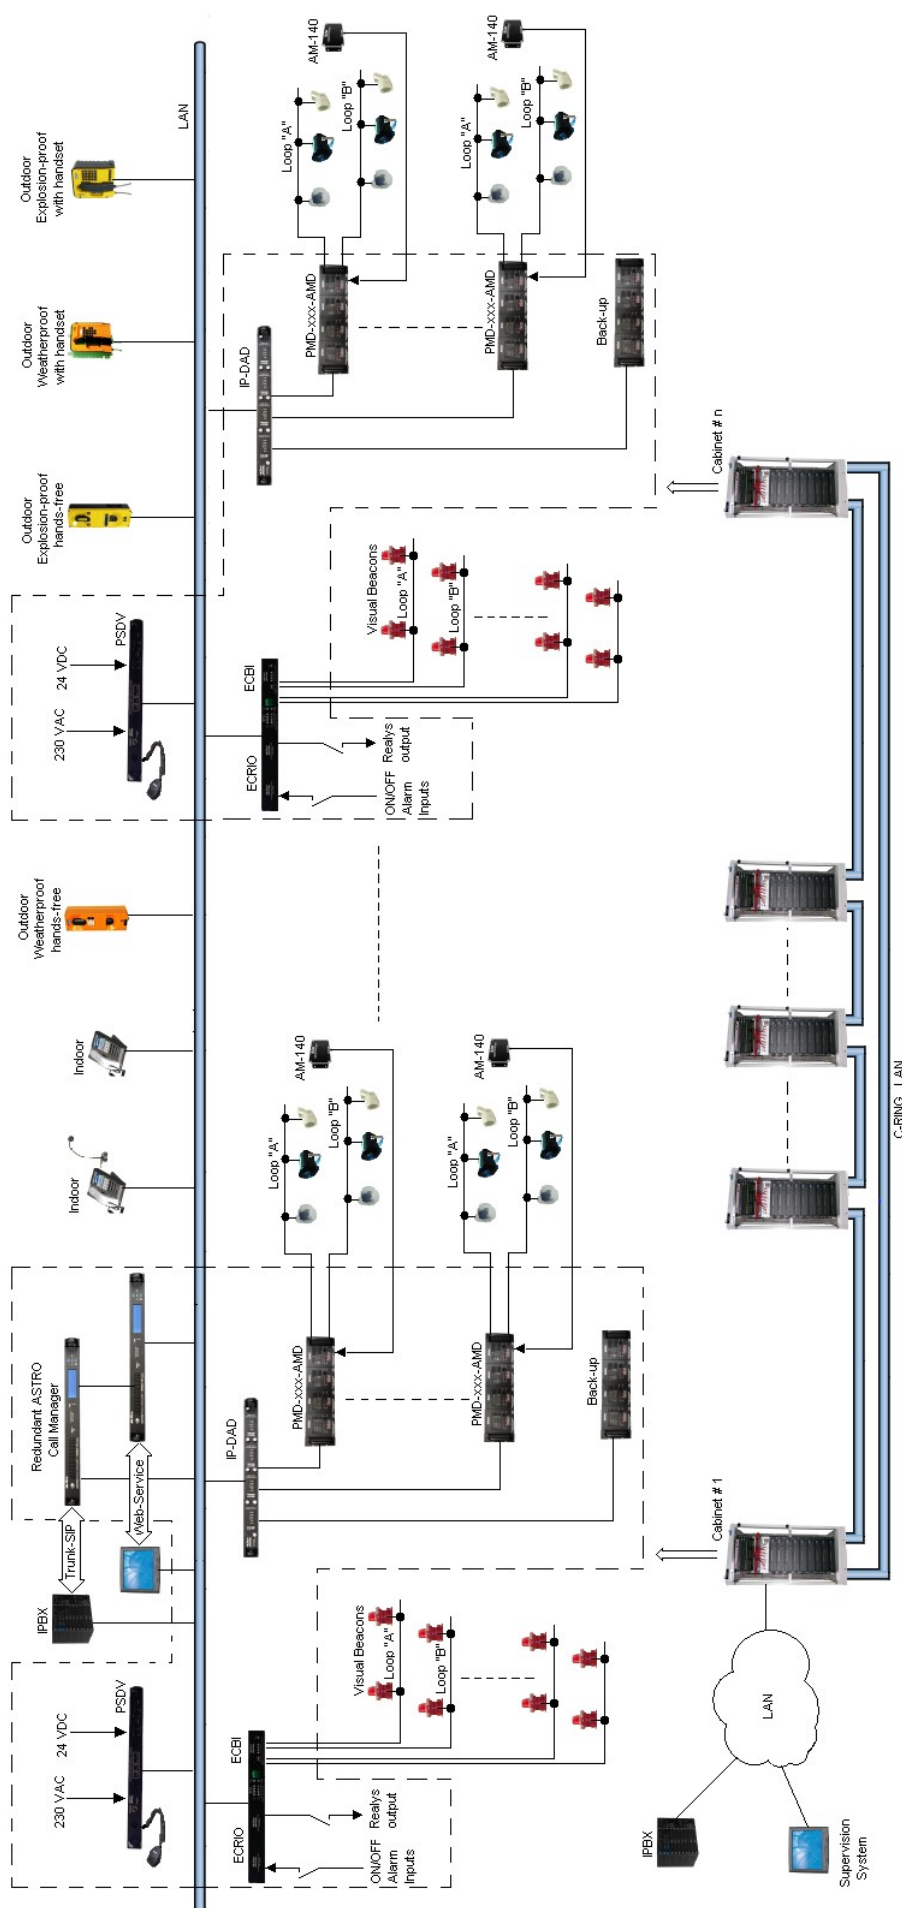 230 VAC
24 VDC
PSDV
IPBX
Trunk-SIP
Web-Service
Redundant ASTRO
Call Manager
Indoor
Indoor
Outdoor
Weatherproof
hands-free
230 VAC
24 VDC
PSDV
Outdoor
Explosion-proof
hands-free
Outdoor
Weatherproof
with handset
Outdoor
Explosion-proof
with handset
LAN
ECRIO
ECBI
ON/OFF
Alarm
Inputs
Realys
output
Visual Beacons
Loop "A"
Loop "B"
IP-DAD
PMD-xxx-AMD
Loop "A"
Loop "B"
AM-140
PMD-xxx-AMD
Loop "A"
Loop "B"
AM-140
Back-up
ECRIO
ECBI
ON/OFF
Alarm
Inputs
Realys
output
Visual Beacons
Loop "A"
Loop "B"
IP-DAD
PMD-xxx-AMD
Loop "A"
Loop "B"
AM-140
PMD-xxx-AMD
Loop "A"
Loop "B"
AM-140
Back-up
IPBX
LAN
Supervision
System
Cabinet # 1
Cabinet # n
C-RING LAN